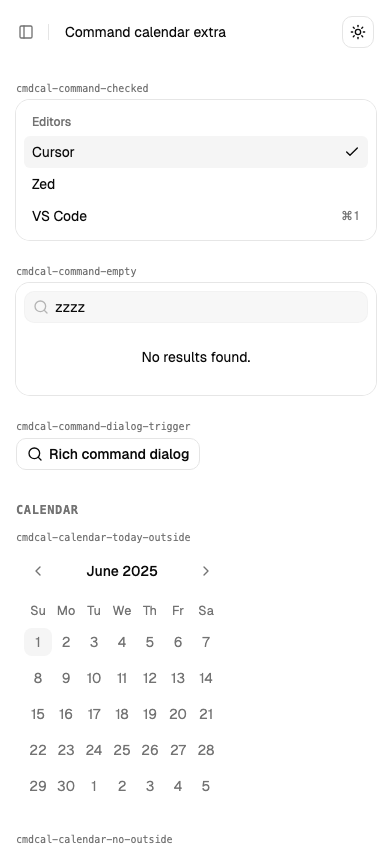 Command calendar extra
cmdcal-command-checked
Editors
Cursor
Zed
VS Code ⌘1
cmdcal-command-empty
zzzz
No results found.
cmdcal-command-dialog-trigger
Rich command dialog
CALENDAR
cmdcal-calendar-today-outside
June 2025
Su Mo Tu We Th Fr Sa
1 2 3 4 5 6 7
8 9 10 11 12 13 14
15 16 17 18 19 20 21
22 23 24 25 26 27 28
29 30 1 2 3 4 5
cmdcal-calendar-no-outside